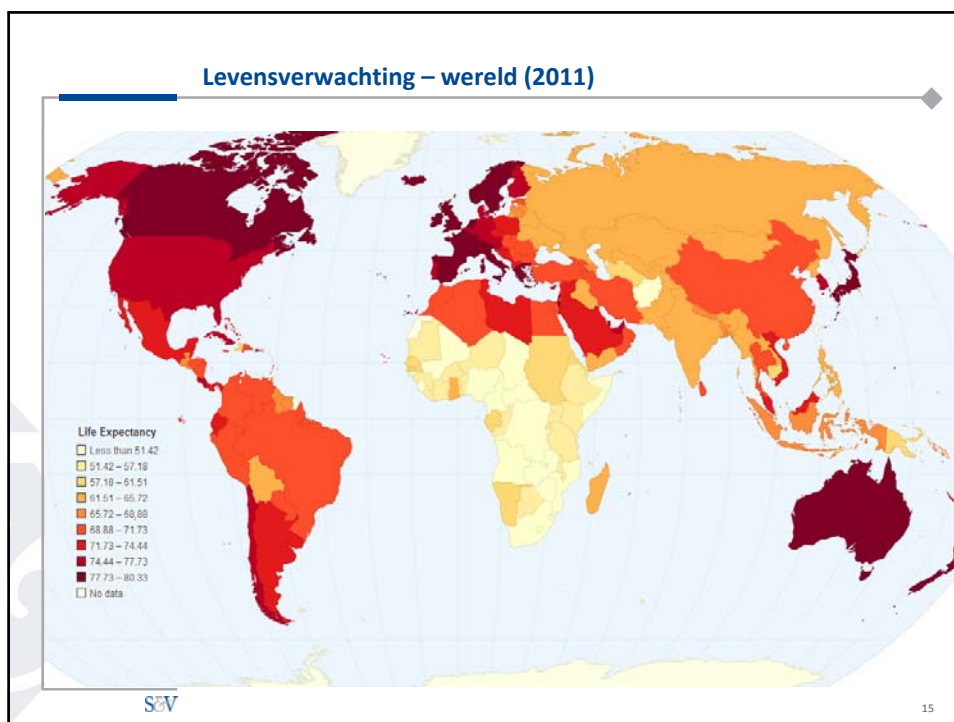 Levensverwachting – wereld (2011)
Life Expectancy
Less than 51.42
51.42 – 57.18
57.18 – 61.51
61.51 – 65.72
65.72 – 68.88
68.88 – 71.73
71.73 – 74.44
74.44 – 77.73
77.73 – 80.33
No data
S&V
15